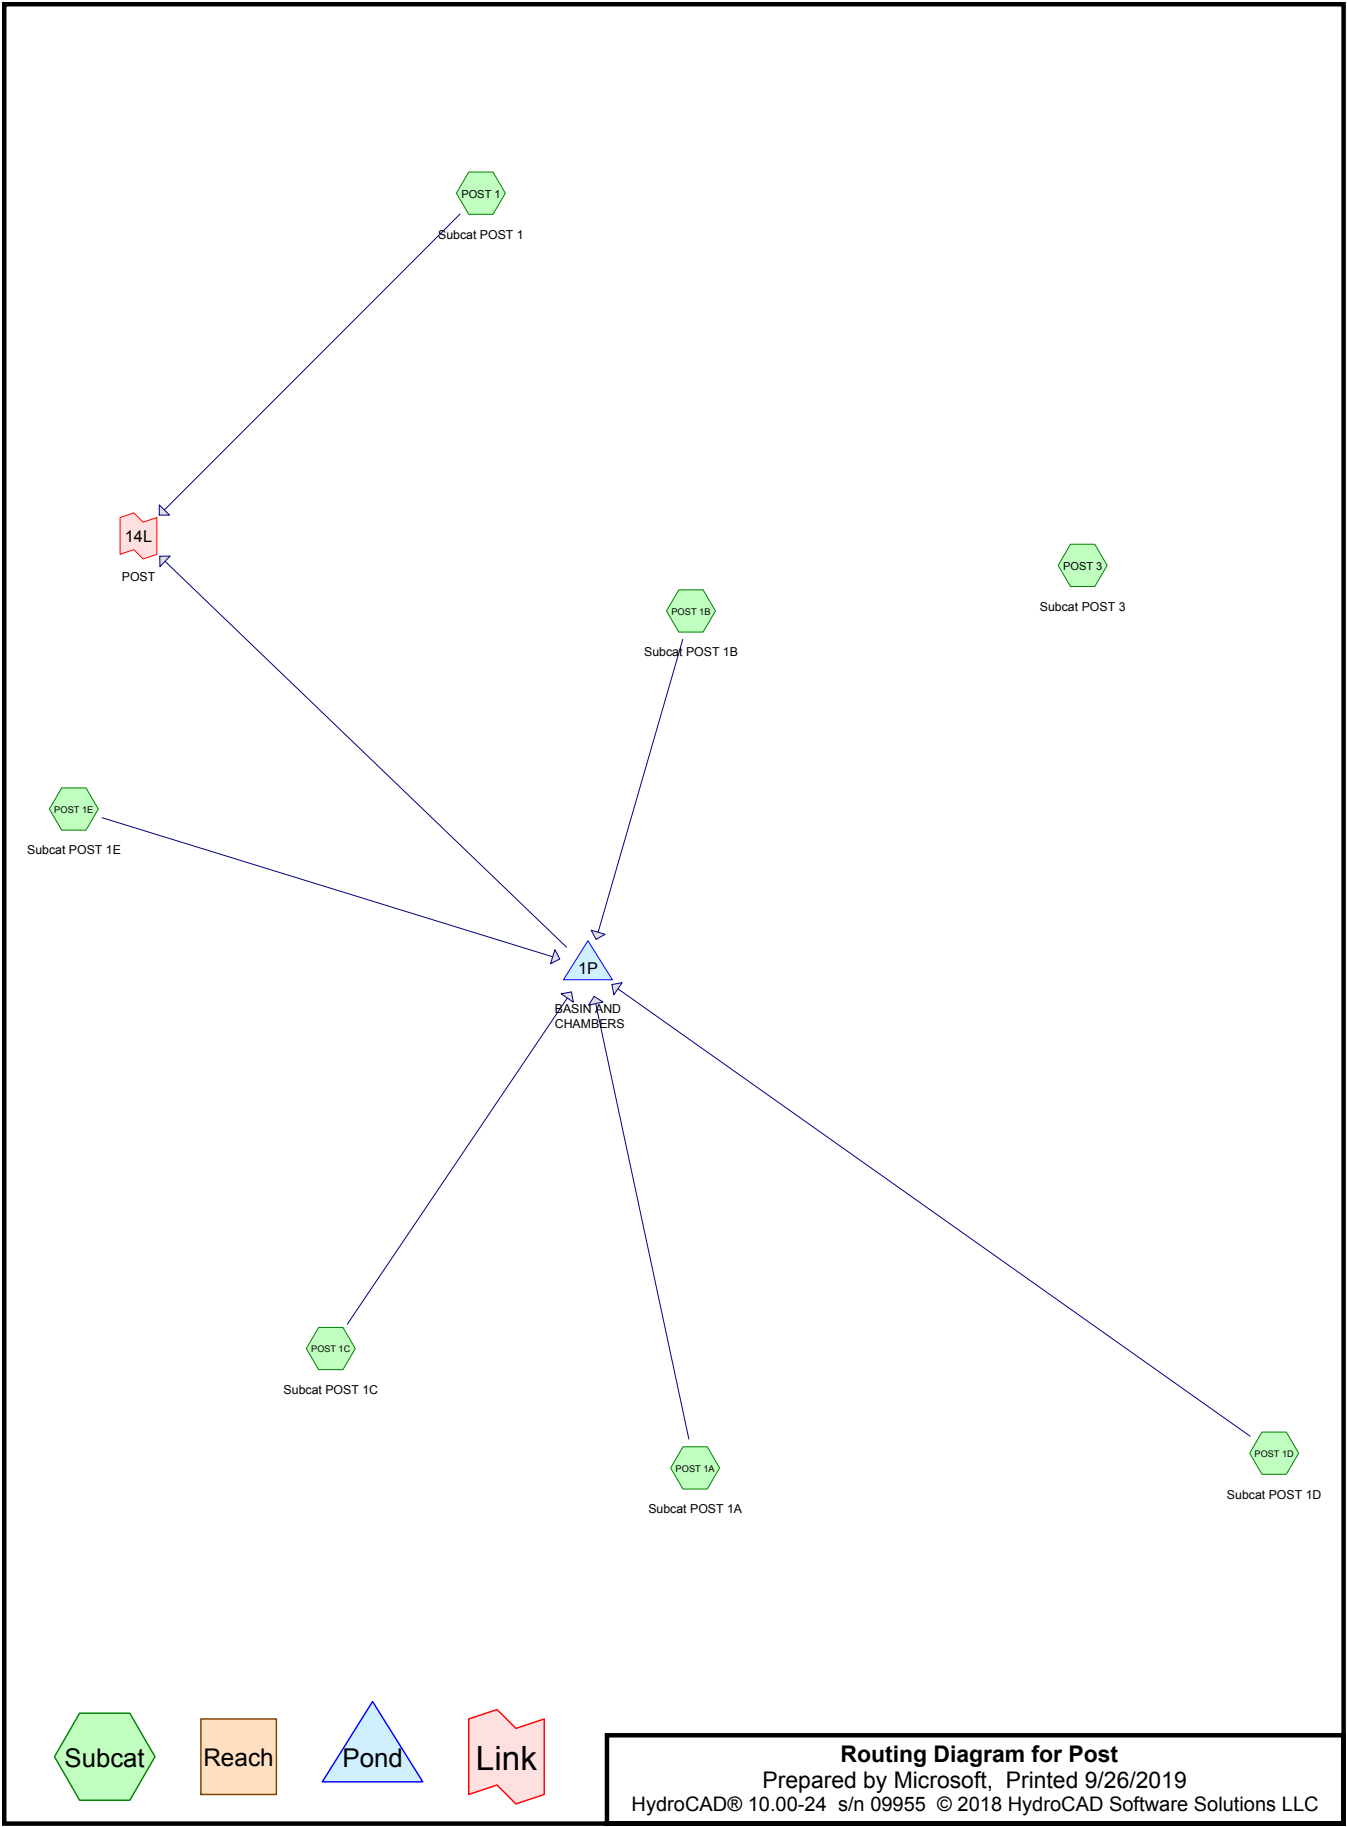 POST 1
Subcat POST 1
14L
POST
POST 3
Subcat POST 3
POST 1B
Subcat POST 1B
POST 1E
Subcat POST 1E
1P
BASIN AND
CHAMBERS
POST 1C
Subcat POST 1C
POST 1A
Subcat POST 1A
POST 1D
Subcat POST 1D
Subcat
Reach
Pond
Link
Routing Diagram for Post
Prepared by Microsoft, Printed 9/26/2019
HydroCAD® 10.00-24 s/n 09955 © 2018 HydroCAD Software Solutions LLC